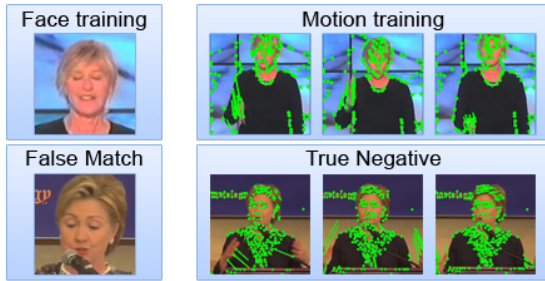 Face training
Motion training
False Match
True Negative